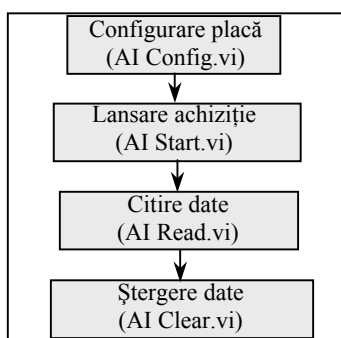 Configurare placă
(AI Config.vi)
Lansare achiziție
(AI Start.vi)
Citire date
(AI Read.vi)
Ştergere date
(AI Clear.vi)